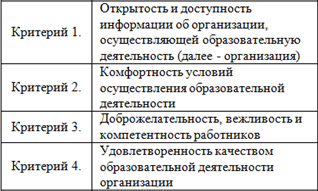 Критерий 1.
Открытость и доступность
информации об организации,
осуществляющей образовательную
деятельность (далее - организация)
Критерий 2.
Комфортность условий
осуществления образовательной
деятельности
Критерий 3.
Доброжелательность, вежливость и
компетентность работников
Критерий 4.
Удовлетворенность качеством
образовательной деятельности
организации